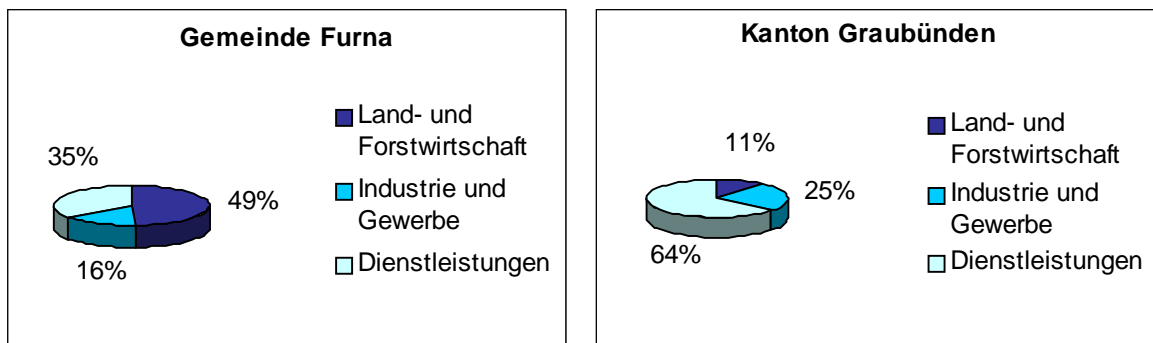 Gemeinde Furna
Land- und
Forstwirtschaft
Industrie und
Gewerbe
Dienstleistungen
35%
49%
16%
Kanton Graubünden
Land- und
Forstwirtschaft
Industrie und
Gewerbe
Dienstleistungen
11%
25%
64%